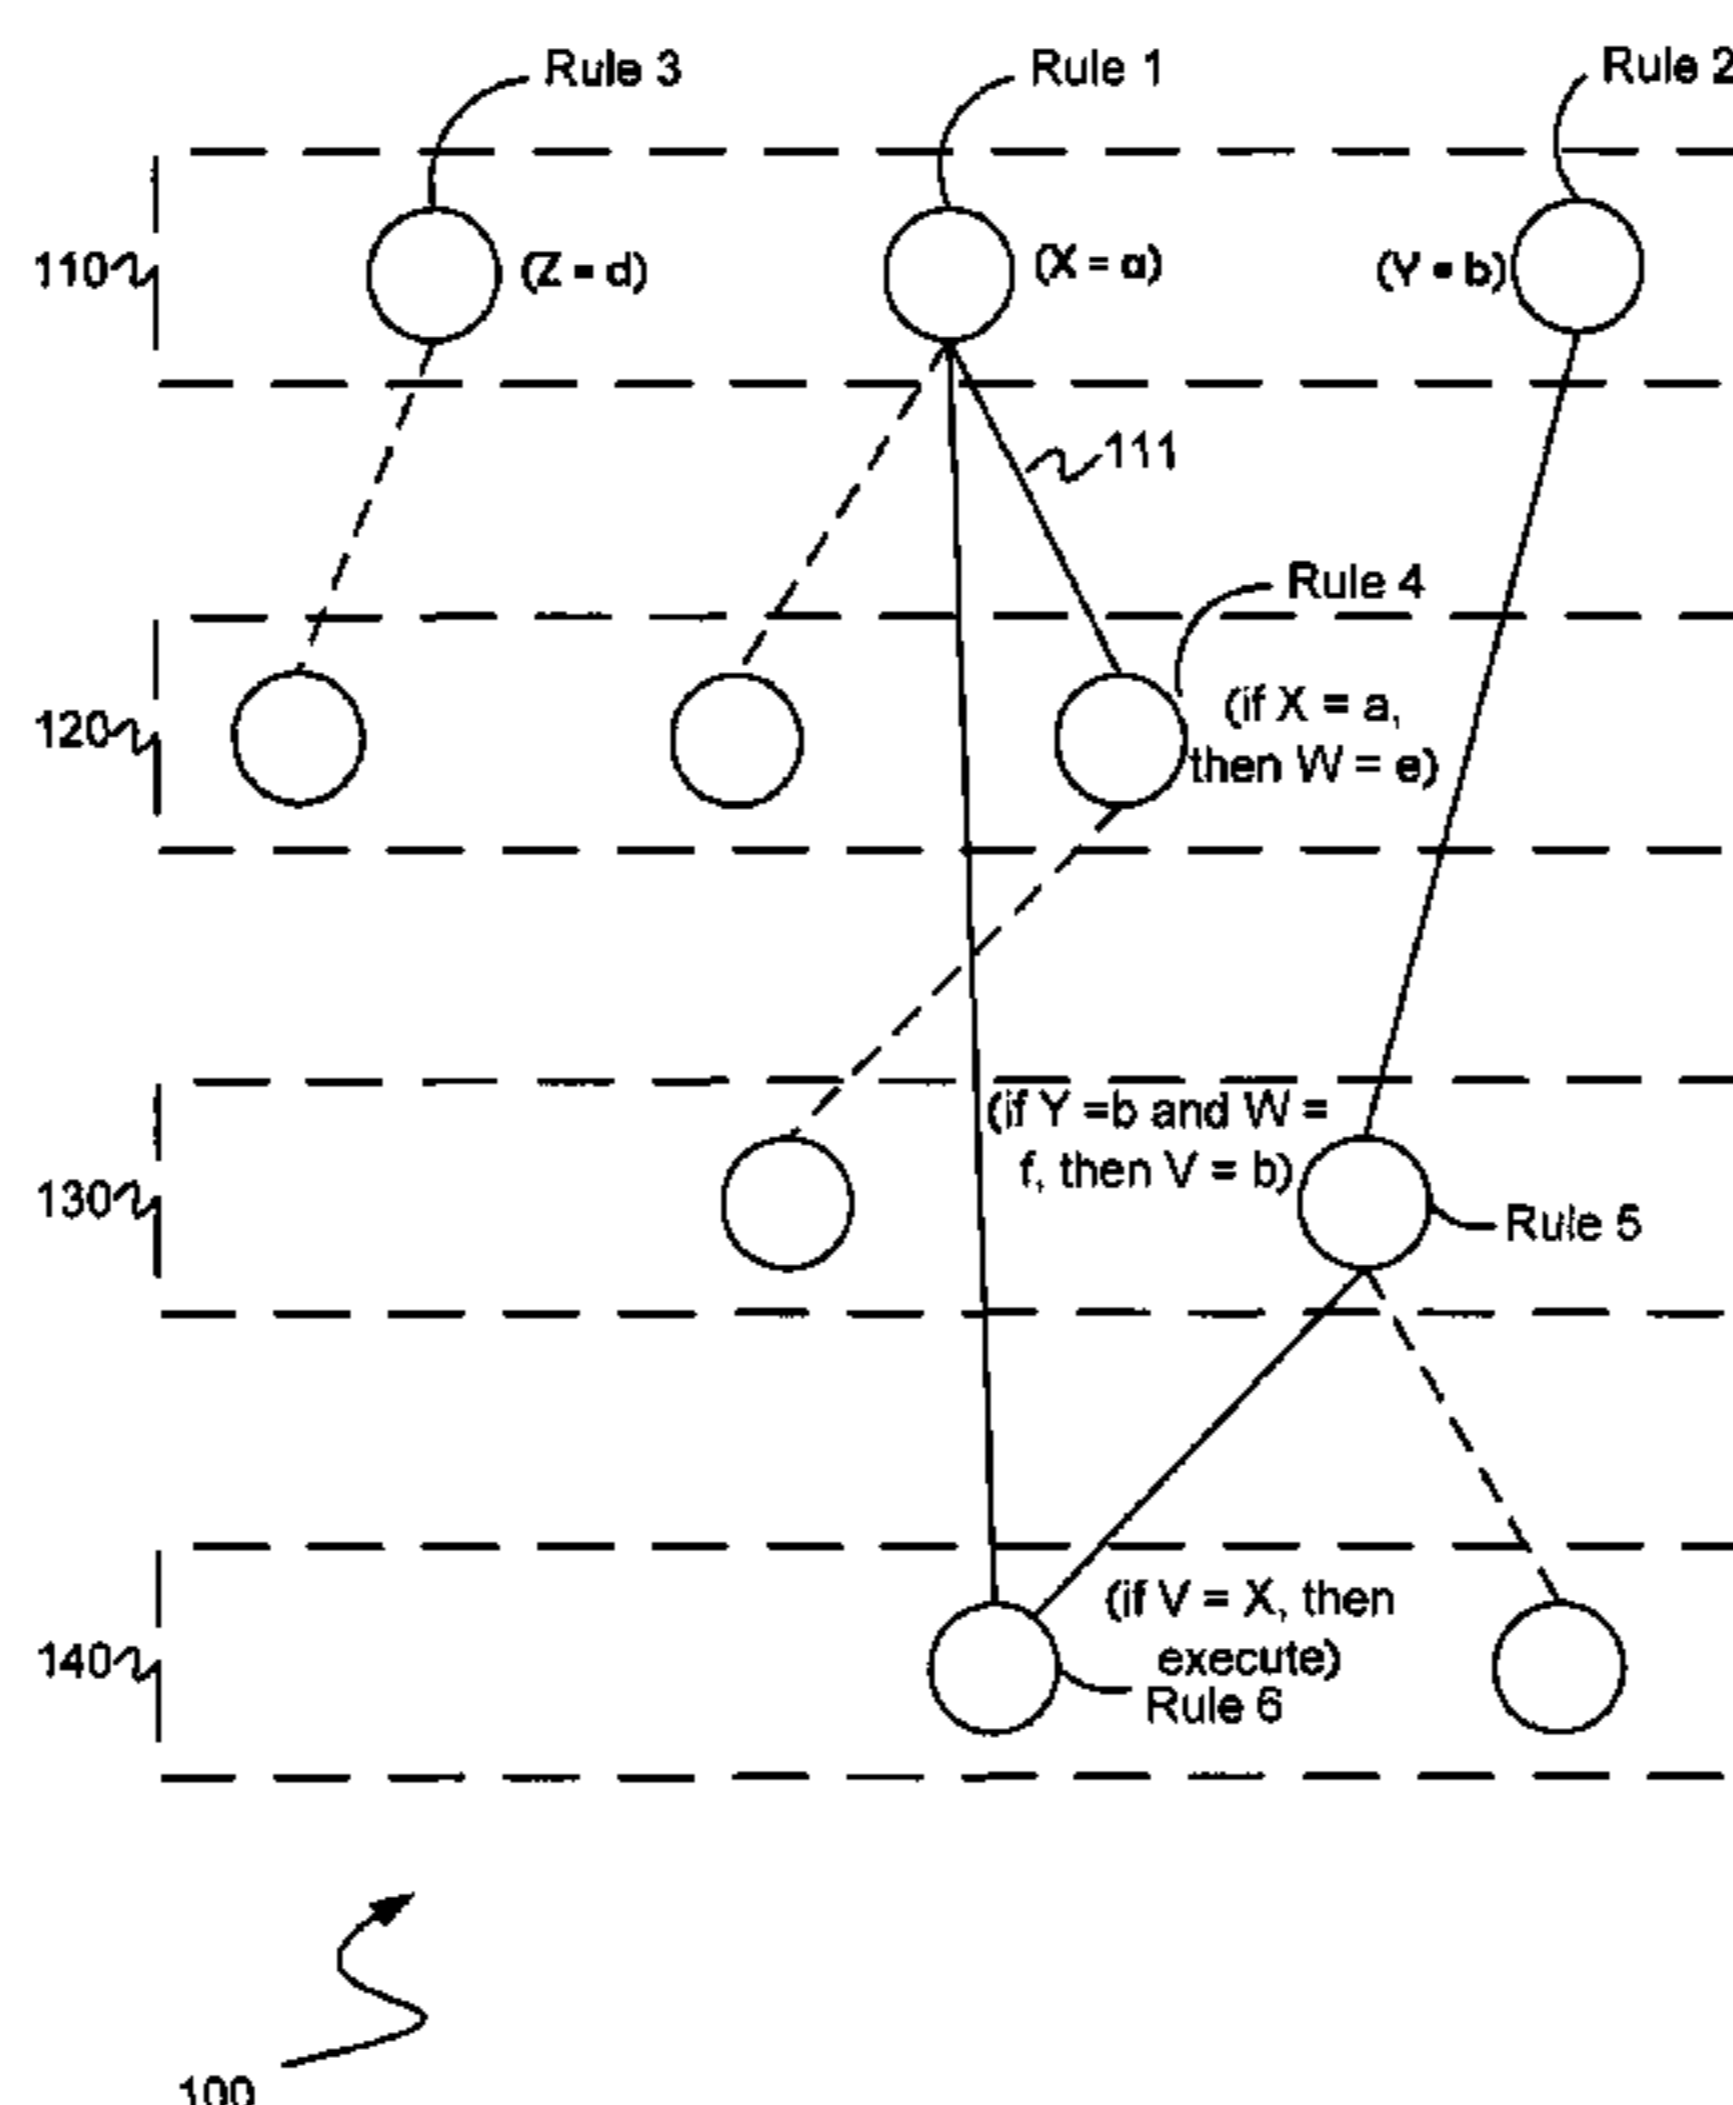 Rule 3
Rule 1
Rule 2
110
(Z = d)
(X = a)
(Y = b)
111
Rule 4
120
(if X = a,
then W = e)
(if Y =b and W =
f, then V = b)
130
Rule 5
140
(if V = X, then
execute)
Rule 6
100